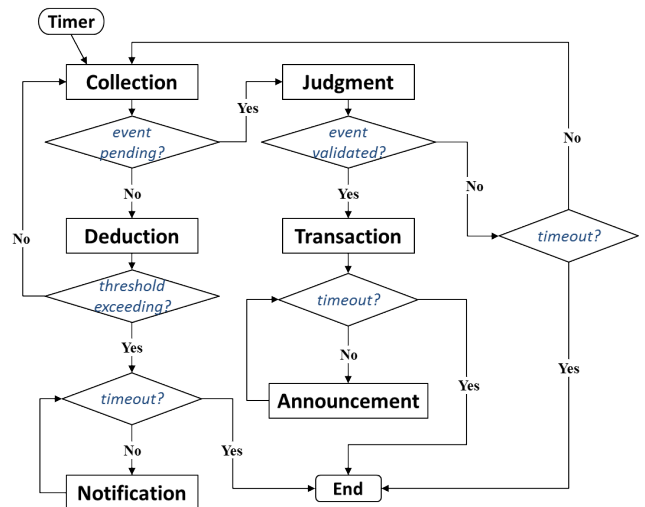 Timer
Collection
Judgment
Yes
event
pending?
event
validated?
No
No
Yes
No
Deduction
Transaction
timeout?
No
threshold
exceeding?
timeout?
Yes
No
Yes
Yes
timeout?
Announcement
No
Yes
Notification
End